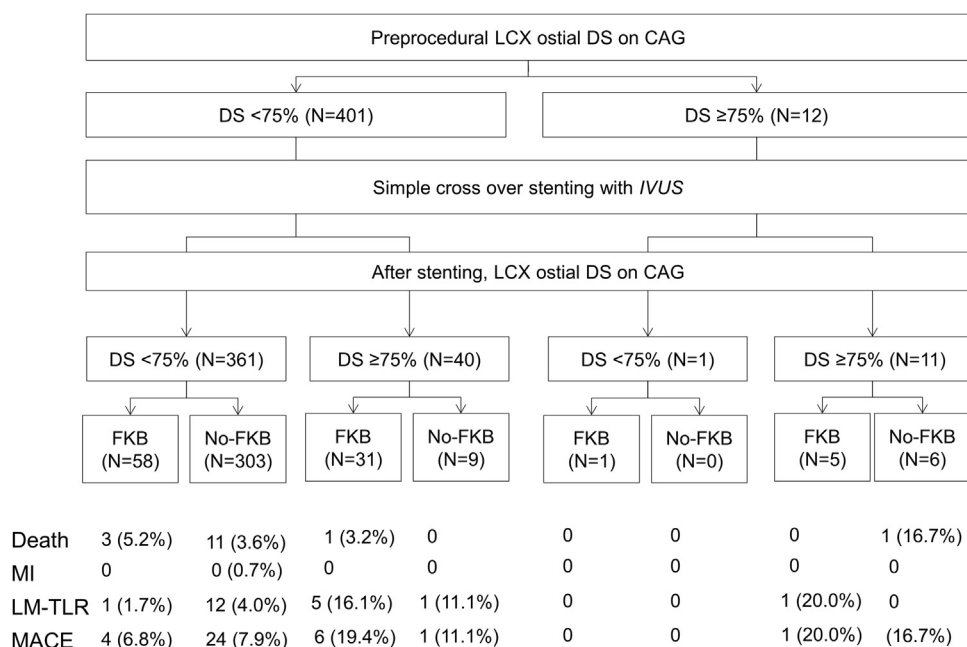 Preprocedural LCX ostial DS on CAG
DS <75% (N=401) DS ≥75% (N=12)
Simple cross over stenting with IVUS
After stenting, LCX ostial DS on CAG
DS <75% (N=361) DS ≥75% (N=40) DS <75% (N=1) DS ≥75% (N=11)
FKB No-FKB FKB No-FKB FKB No-FKB FKB No-FKB
(N=58) (N=303) (N=31) (N=9) (N=1) (N=0) (N=5) (N=6)
Death 3 (5.2%) 11 (3.6%) 1 (3.2%) 0 0 0 0 1 (16.7%)
MI 0 0 (0.7%) 0 0 0 0 0 0
LM-TLR 1 (1.7%) 12 (4.0%) 5 (16.1%) 1 (11.1%) 0 0 1 (20.0%) 0
MACE 4 (6.8%) 24 (7.9%) 6 (19.4%) 1 (11.1%) 0 0 1 (20.0%) (16.7%)